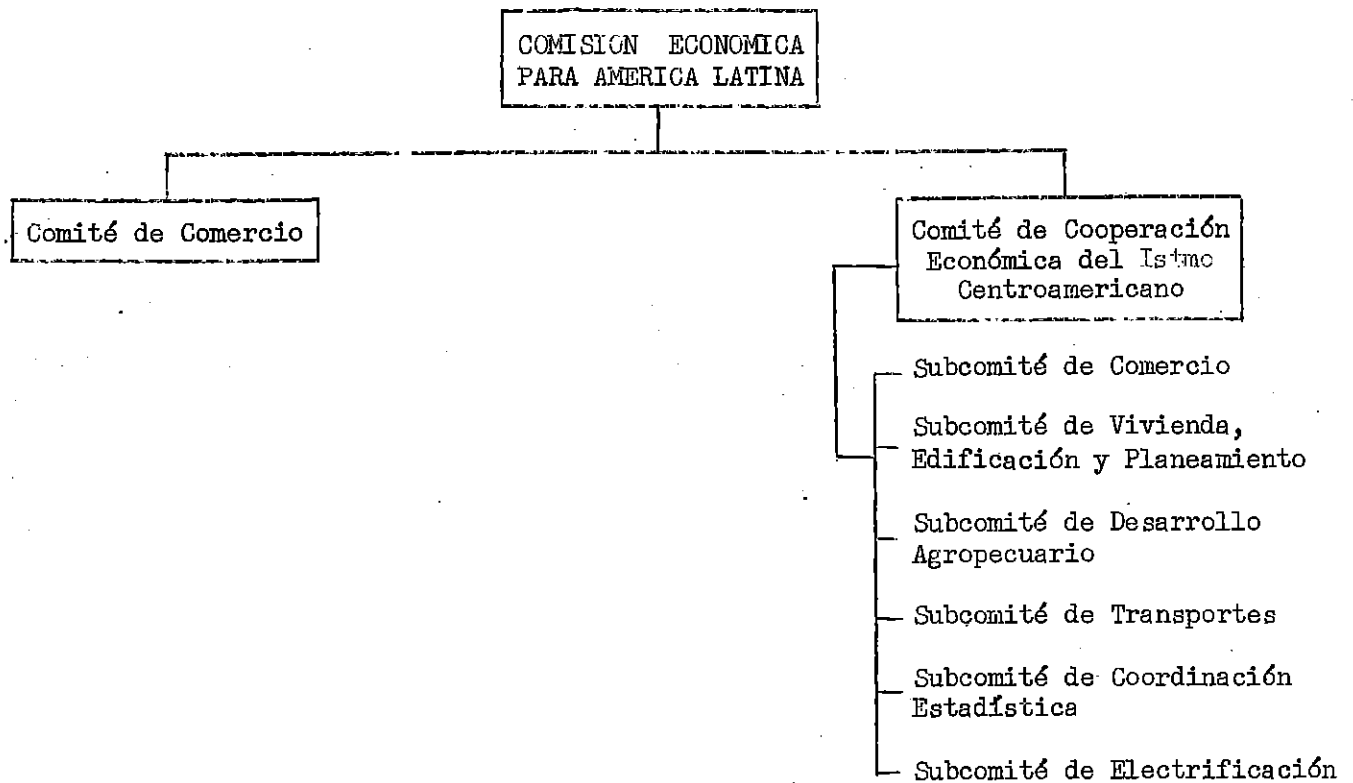 COMISION ECONOMICA
PARA AMERICA LATINA
Comité de Comercio
Comité de Cooperación
Económica del Istmo
Centroamericano
Subcomité de Comercio
Subcomité de Vivienda,
Edificación y Planeamiento
Subcomité de Desarrollo
Agropecuario
Subcomité de Transportes
Subcomité de Coordinación
Estadística
Subcomité de Electrificación